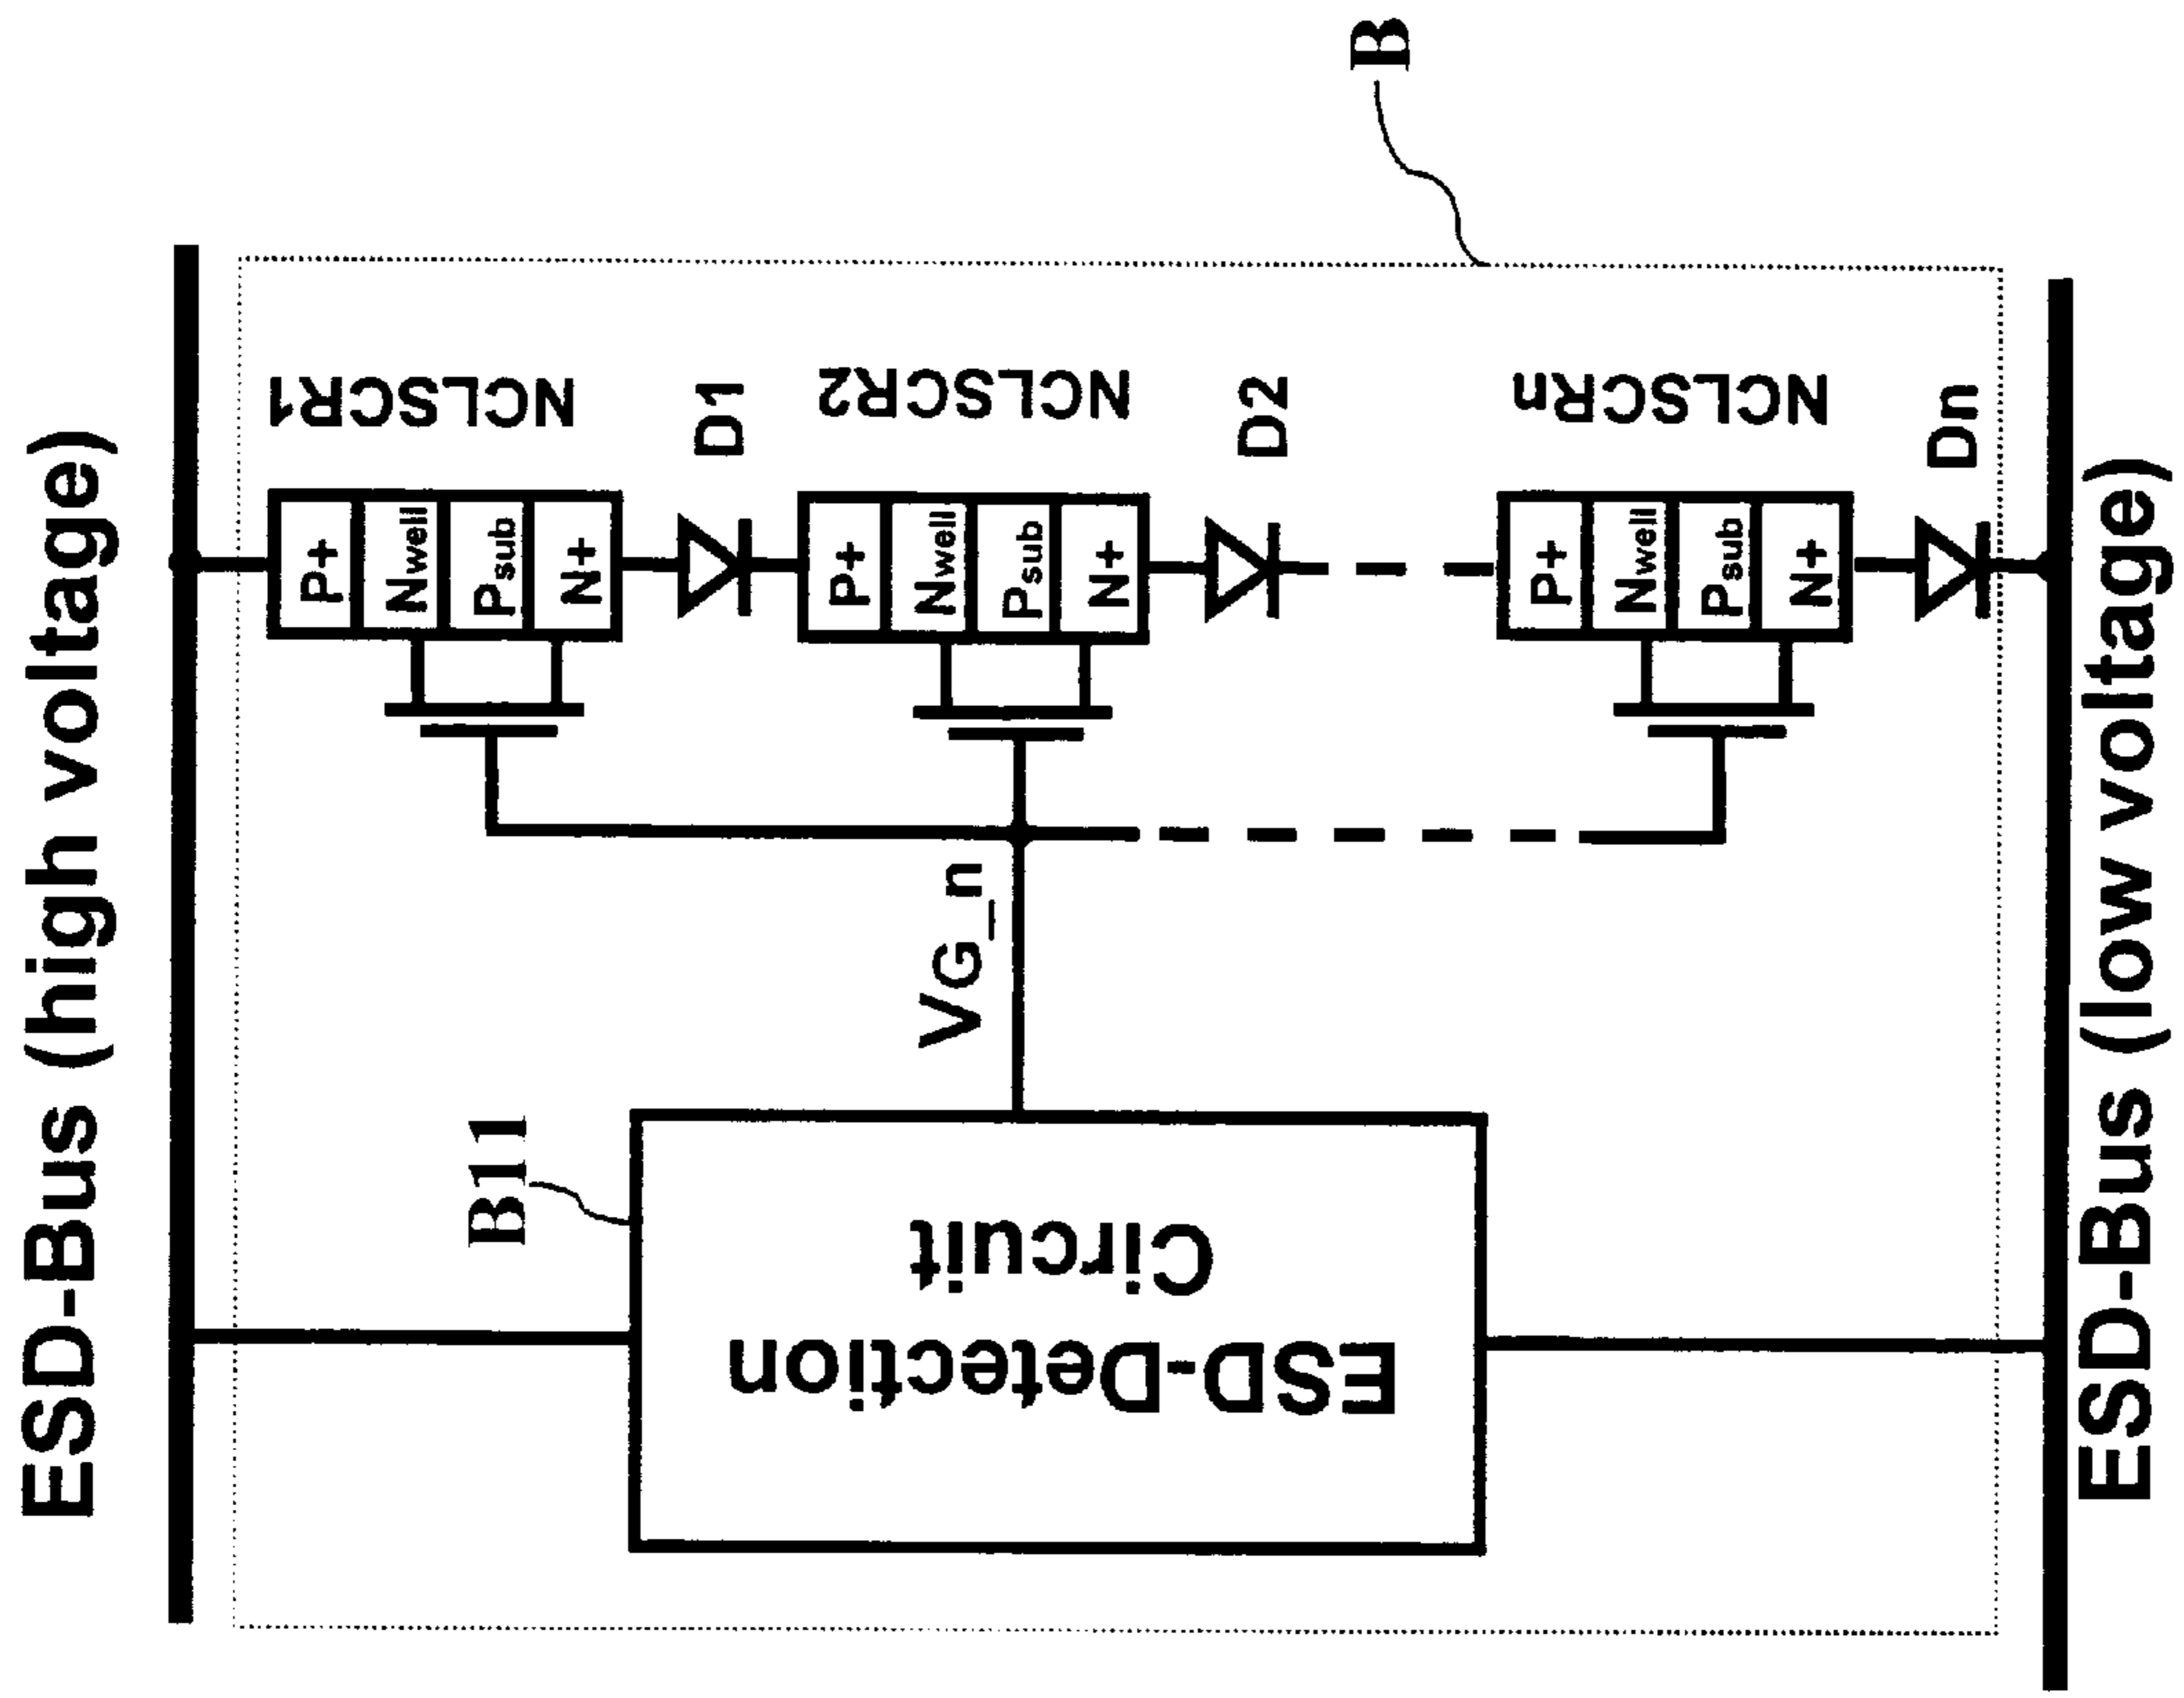 B
ESD-Bus (high voltage)
NCLSCR1
P+
Nwell
Psub
N+
D1
NCLSCR2
P+
Nwell
Psub
N+
D2
NCLSCRn
P+
Nwell
Psub
N+
Dn
VG_n
B11
ESD-Detection
Circuit
ESD-Bus (low voltage)